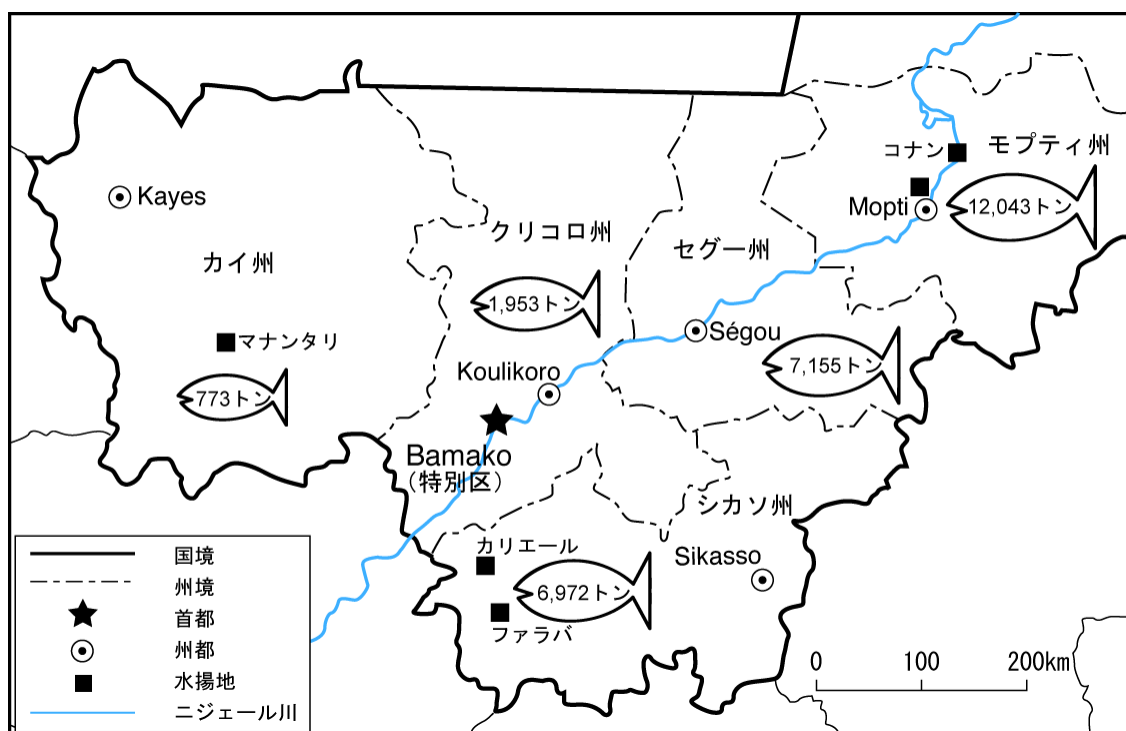 コナン
モプティ州
Mopti
12,043トン
Kayes
クリコロ州
セグー州
カイ州
1,953トン
マナンタリ
Ségou
7,155トン
Koulikoro
773トン
Bamako
（特別区）
シカソ州
カリエール
Sikasso
6,972トン
ファラバ
国境
州境
首都
州都
水揚地
ニジェール川
0 100 200km